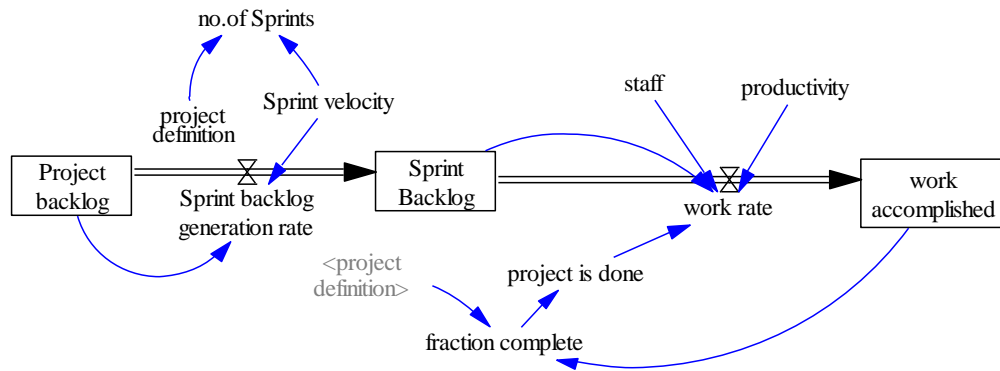 no.of Sprints
project
definition
Sprint velocity
staff
productivity
Project
backlog
Sprint backlog
generation rate
Sprint
Backlog
work rate
work
accomplished
<project
definition>
project is done
fraction complete